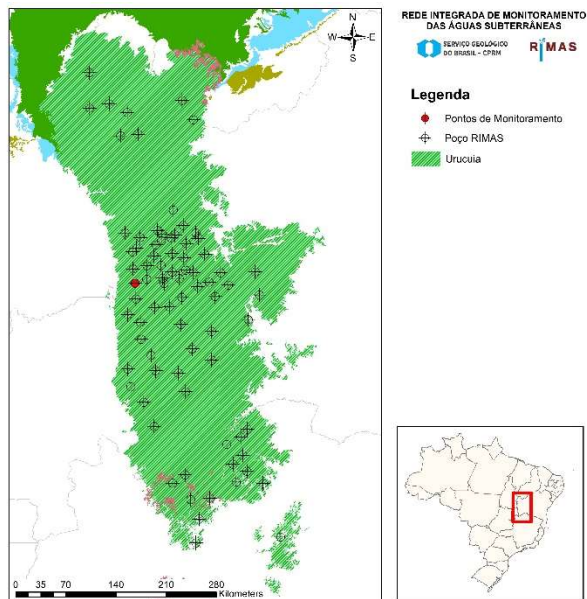 REDE INTEGRADA DE MONITORAMENTO
DAS ÁGUAS SUBTERRÂNEAS
SERVIÇO GEOLÓGICO
DO BRASIL - CPRM
RIMAS
Legenda
Pontos de Monitoramento
Poço RIMAS
Urucuia
N
W E
S
0 35 70 140 210 280
Kilometers